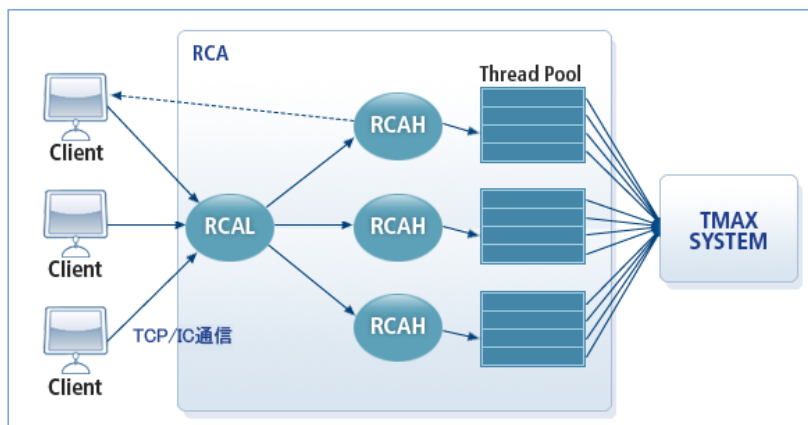 RCA
Thread Pool
Client
RCAH
RCAL
RCAH
Client
TMAX
SYSTEM
RCAH
TCP/IC通信
Client